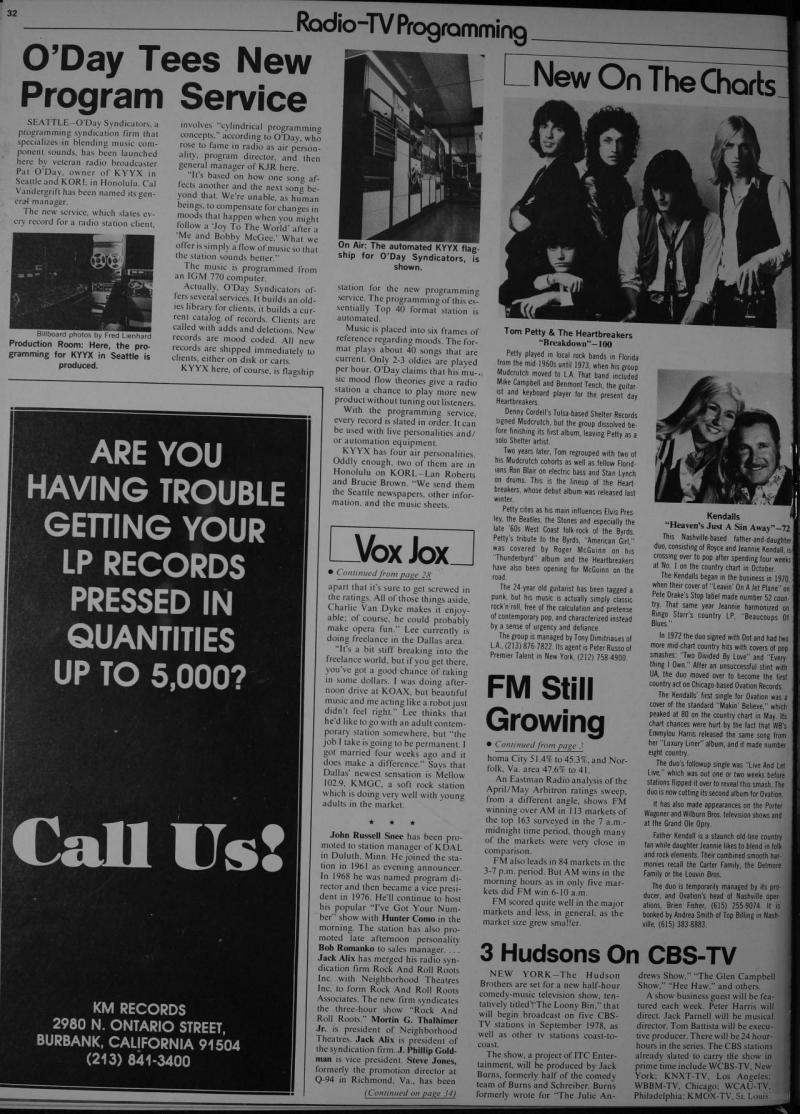 32
Radio-TV Programming
O'Day Tees New
Program Service
SEATTLE—O'Day Syndicators, a
programming syndication firm that
specializes in blending music com-
ponent sounds, has been launched
here by veteran radio broadcaster
Pat O'Day, owner of KYYX in
Seattle and KORL in Honolulu. Cal
Vandergrift has been named its gen-
eral manager.
The new service, which slates ev-
ery record for a radio station client,
Billboard photos by Fred Lienhard
Production Room: Here, the pro-
gramming for KYYX in Seattle is
produced.
involves "cylindrical programming
concepts," according to O'Day, who
rose to fame in radio as air person-
ality, program director, and then
general manager of KJR here.
"It's based on how one song af-
fects another and the next song be-
yond that. We're unable, as human
beings, to compensate for changes in
moods that happen when you might
follow a 'Joy To The World' after a
'Me and Bobby McGee.' What we
offer is simply a flow of music so that
the station sounds better."
The music is programmed from
an IGM 770 computer.
Actually, O'Day Syndicators of-
fers several services. It builds an old-
ies library for clients, it builds a cur-
rent catalog of records. Clients are
called with adds and deletions. New
records are mood coded. All new
records are shipped immediately to
clients, either on disk or carts.
KYYX here, of course, is flagship
On Air: The automated KYYX flag-
ship for O'Day Syndicators, is
shown.
station for the new programming
service. The programming of this es-
sentially Top 40 format station is
automated.
Music is placed into six frames of
reference regarding moods. The for-
mat plays about 40 songs that are
current. Only 2-3 oldies are played
per hour. O'Day claims that his mu-
sic mood flow theories give a radio
station a chance to play more new
product without tuning out listeners.
With the programming service,
every record is slated in order. It can
be used with live personalities and/
or automation equipment.
KYYX has four air personalities.
Oddly enough, two of them are in
Honolulu on KORL—Lan Roberts
and Brucie Brown. "We send them
the Seattle newspapers, other infor-
mation, and the music sheets.
ARE YOU
HAVING TROUBLE
GETTING YOUR
LP RECORDS
PRESSED IN
QUANTITIES
UP TO 5,000?
Call Us!
KM RECORDS
2980 N. ONTARIO STREET,
BURBANK, CALIFORNIA 91504
(213) 841-3400
Vox Jox
• Continued from page 28
apart that it's sure to get screwed in
the ratings. All of those things aside,
Charlie Van Dyke makes it enjoy-
able; of course, he could probably
make opera fun." Lee currently is
doing freelance in the Dallas area.
"It's a bit stiff breaking into the
freelance world, but if you get there,
you've got a good chance of raking
in some dollars. I was doing after-
noon drive at KOAX, but beautiful
music and me acting like a robot just
didn't feel right." Lee thinks that
he'd like to go with an adult contem-
porary station somewhere, but "the
job I take is going to be permanent. I
got married four weeks ago and it
does make a difference." Says that
Dallas' newest sensation is Mellow
102.9, KMGC, a soft rock station
which is doing very well with young
adults in the market.
★ ★ ★
John Russell Snee has been pro-
moted to station manager of KDAL
in Duluth, Minn. He joined the sta-
tion in 1961 as evening announcer.
In 1968 he was named program di-
rector and then became a vice presi-
dent in 1976. He'll continue to host
his popular "I've Got Your Num-
ber" show with Hunter Como in the
morning. The station has also pro-
moted late afternoon personality
Bob Romanko to sales manager. . . .
Jack Alix has merged his radio syn-
dication firm Rock And Roll Roots
Inc. with Neighborhood Theatres
Inc. to form Rock And Roll Roots
Associates. The new firm syndicates
the three-hour show "Rock And
Roll Roots." Morton G. Thalhimer
Jr. is president of Neighborhood
Theatres. Jack Alix is president of
the syndication firm. J. Phillip Gold-
man is vice president. Steve Jones,
formerly the promotion director at
Q-94 in Richmond, Va., has been
(Continued on page 34)
New On The Charts
Tom Petty & The Heartbreakers
"Breakdown"—100
Petty played in local rock bands in Florida
from the mid-1960s until 1973, when his group
Mudcrutch moved to L.A. That band included
Mike Campbell and Benmont Tench, the guitar-
ist and keyboard player for the present day
Heartbreakers.
Denny Cordell's Tulsa-based Shelter Records
signed Mudcrutch, but the group dissolved be-
fore finishing its first album, leaving Petty as a
solo Shelter artist.
Two years later, Tom regrouped with two of
his Mudcrutch cohorts as well as fellow Florid-
ians Ron Blair on electric bass and Stan Lynch
on drums. This is the lineup of the Heart-
breakers, whose debut album was released last
winter.
Petty cites as his main influences Elvis Pres-
ley, the Beatles, the Stones and especially the
late '60s West Coast folk-rock of the Byrds.
Petty's tribute to the Byrds, "American Girl,"
was covered by Roger McGuinn on his
"Thunderbyrd" album and the Heartbreakers
have also been opening for McGuinn on the
road.
The 24-year old guitarist has been tagged a
punk, but his music is actually simply classic
rock'n'roll, free of the calculation and pretense
of contemporary pop, and characterized instead
by a sense of urgency and defiance.
The group is managed by Tony Dimitriades of
L.A., (213) 876-7822. Its agent is Peter Russo of
Premier Talent in New York, (212) 758-4900.
FM Still
Growing
• Continued from page 3
homa City 51.4% to 45.3%, and Nor-
folk, Va. area 47.6% to 41.
An Eastman Radio analysis of the
April/May Arbitron ratings sweep,
from a different angle, shows FM
winning over AM in 113 markets of
the top 163 surveyed in the 7 a.m.-
midnight time period, though many
of the markets were very close in
comparison.
FM also leads in 84 markets in the
3-7 p.m. period. But AM wins in the
morning hours as in only five mar-
kets did FM win 6-10 a.m.
FM scored quite well in the major
markets and less, in general, as the
market size grew smaller.
Kendalls
"Heaven's Just A Sin Away"—72
This Nashville-based father-and-daughter
duo, consisting of Royce and Jeannie Kendall, is
crossing over to pop after spending four weeks
at No. 1 on the country chart in October.
The Kendalls began in the business in 1970,
when their cover of "Leavin' On A Jet Plane" on
Pete Drake's Stop label made number 52 coun-
try. That same year Jeannie harmonized on
Ringo Starr's country LP, "Beaucoups Of
Blues."
In 1972 the duo signed with Dot and had two
more mid-chart country hits with covers of pop
smashes: "Two Divided By Love" and "Every-
thing I Own." After an unsuccessful stint with
UA, the duo moved over to become the first
country act on Chicago-based Ovation Records.
The Kendalls' first single for Ovation was a
cover of the standard "Makin' Believe," which
peaked at 80 on the country chart in May. Its
chart chances were hurt by the fact that WB's
Emmylou Harris released the same song from
her "Luxury Liner" album, and it made number
eight country.
The duo's followup single was "Live And Let
Live," which was out one or two weeks before
stations flipped it over to reveal this smash. The
duo is now cutting its second album for Ovation.
It has also made appearances on the Porter
Wagoner and Wilburn Bros. television shows and
at the Grand Ole Opry.
Father Kendall is a staunch old-line country
fan while daughter Jeannie likes to blend in folk
and rock elements. Their combined smooth har-
monies recall the Carter Family, the Delmore
Family or the Louvin Bros.
The duo is temporarily managed by its pro-
ducer, and Ovation's head of Nashville oper-
ations, Brien Fisher, (615) 255-9074. It is
booked by Andrea Smith of Top Billing in Nash-
ville, (615) 383-8883.
3 Hudsons On CBS-TV
NEW YORK—The Hudson
Brothers are set for a new half-hour
comedy-music television show, ten-
tatively titled "The Loony Bin," that
will begin broadcast on five CBS-
TV stations in September 1978, as
well as other tv stations coast-to-
coast.
The show, a project of ITC Enter-
tainment, will be produced by Jack
Burns, formerly half of the comedy
team of Burns and Schreiber. Burns
formerly wrote for "The Julie An-
drews Show," "The Glen Campbell
Show," "Hee Haw," and others.
A show business guest will be fea-
tured each week. Peter Harris will
direct. Jack Parnell will be musical
director. Tom Battista will be execu-
tive producer. There will be 24 hour-
hours in the series. The CBS stations
already slated to carry the show in
prime time include WCBS-TV, New
York; KNXT-TV, Los Angeles;
WBBM-TV, Chicago; WCAU-TV,
Philadelphia; KMOX-TV, St. Louis.